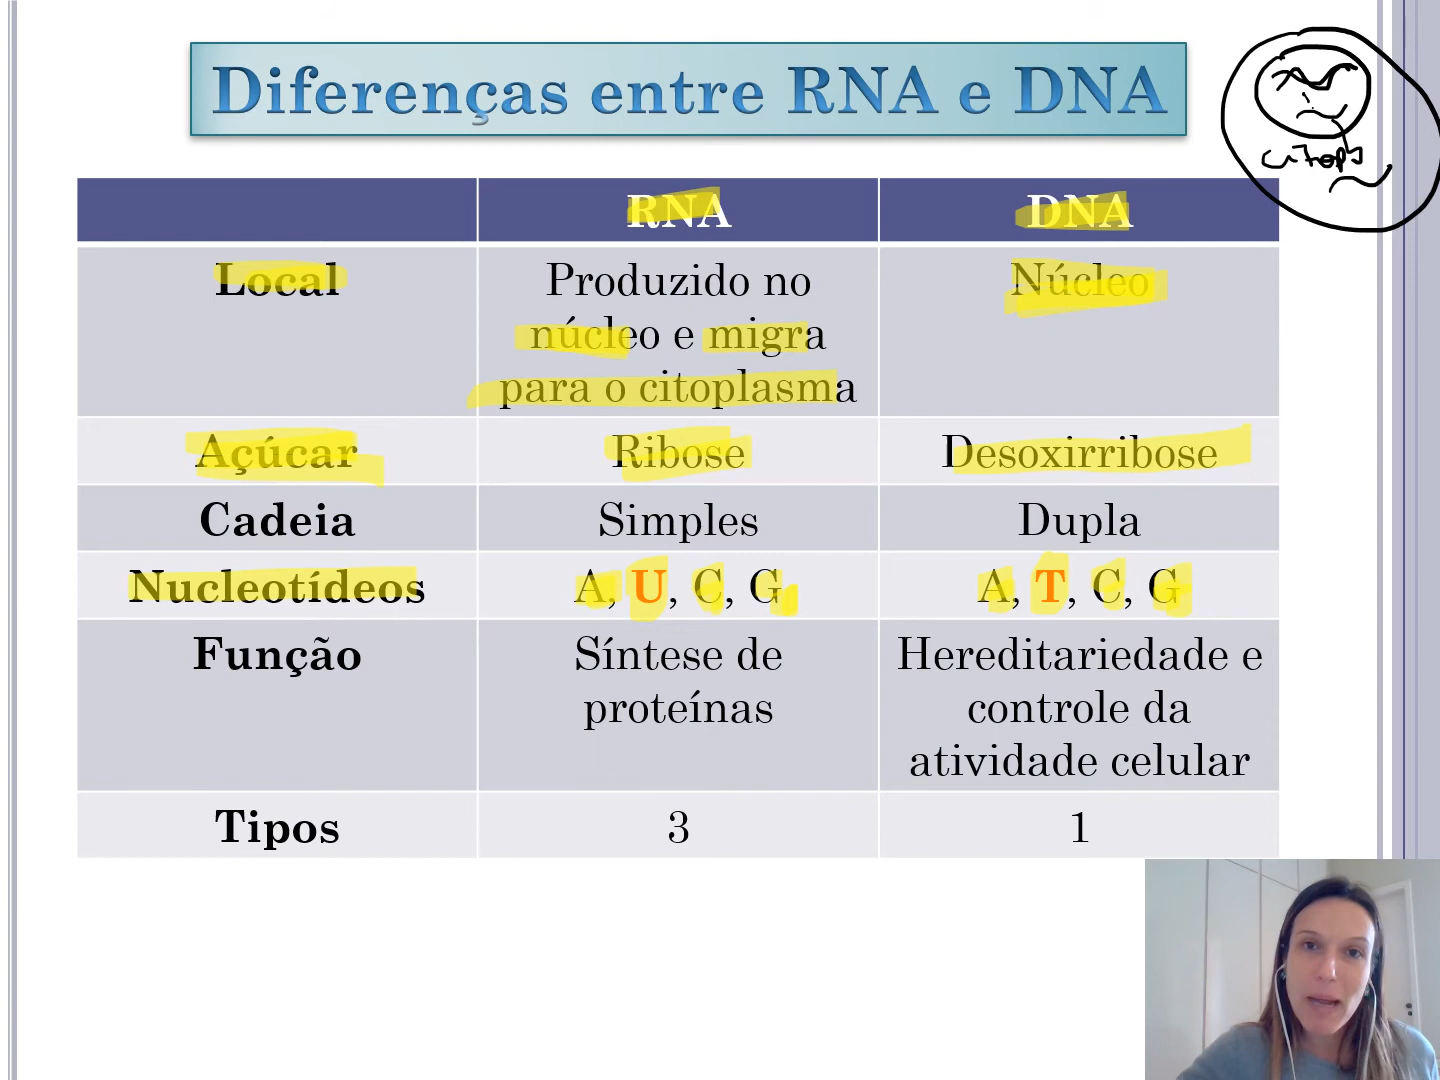 Diferenças entre RNA e DNA
RNA
DNA
Local
Produzido no
núcleo e migra
para o citoplasma
Núcleo
Açúcar
Ribose
Desoxirribose
Cadeia
Simples
Dupla
Nucleotídeos
A, U, C, G
A, T, C, G
Função
Síntese de
proteínas
Hereditariedade e
controle da
atividade celular
Tipos
3
1